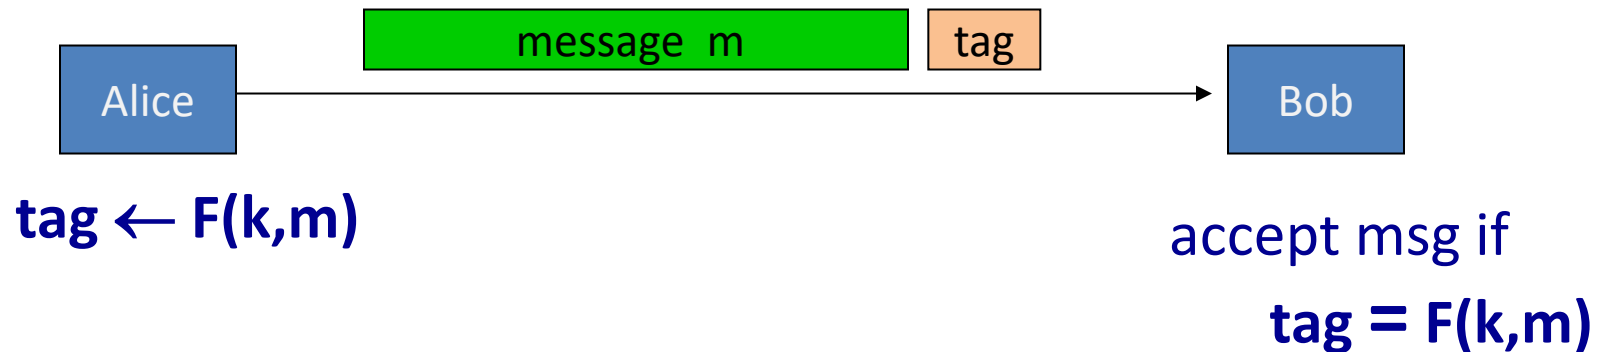 message m
tag
Alice
Bob
tag ← F(k,m)
accept msg if
tag = F(k,m)